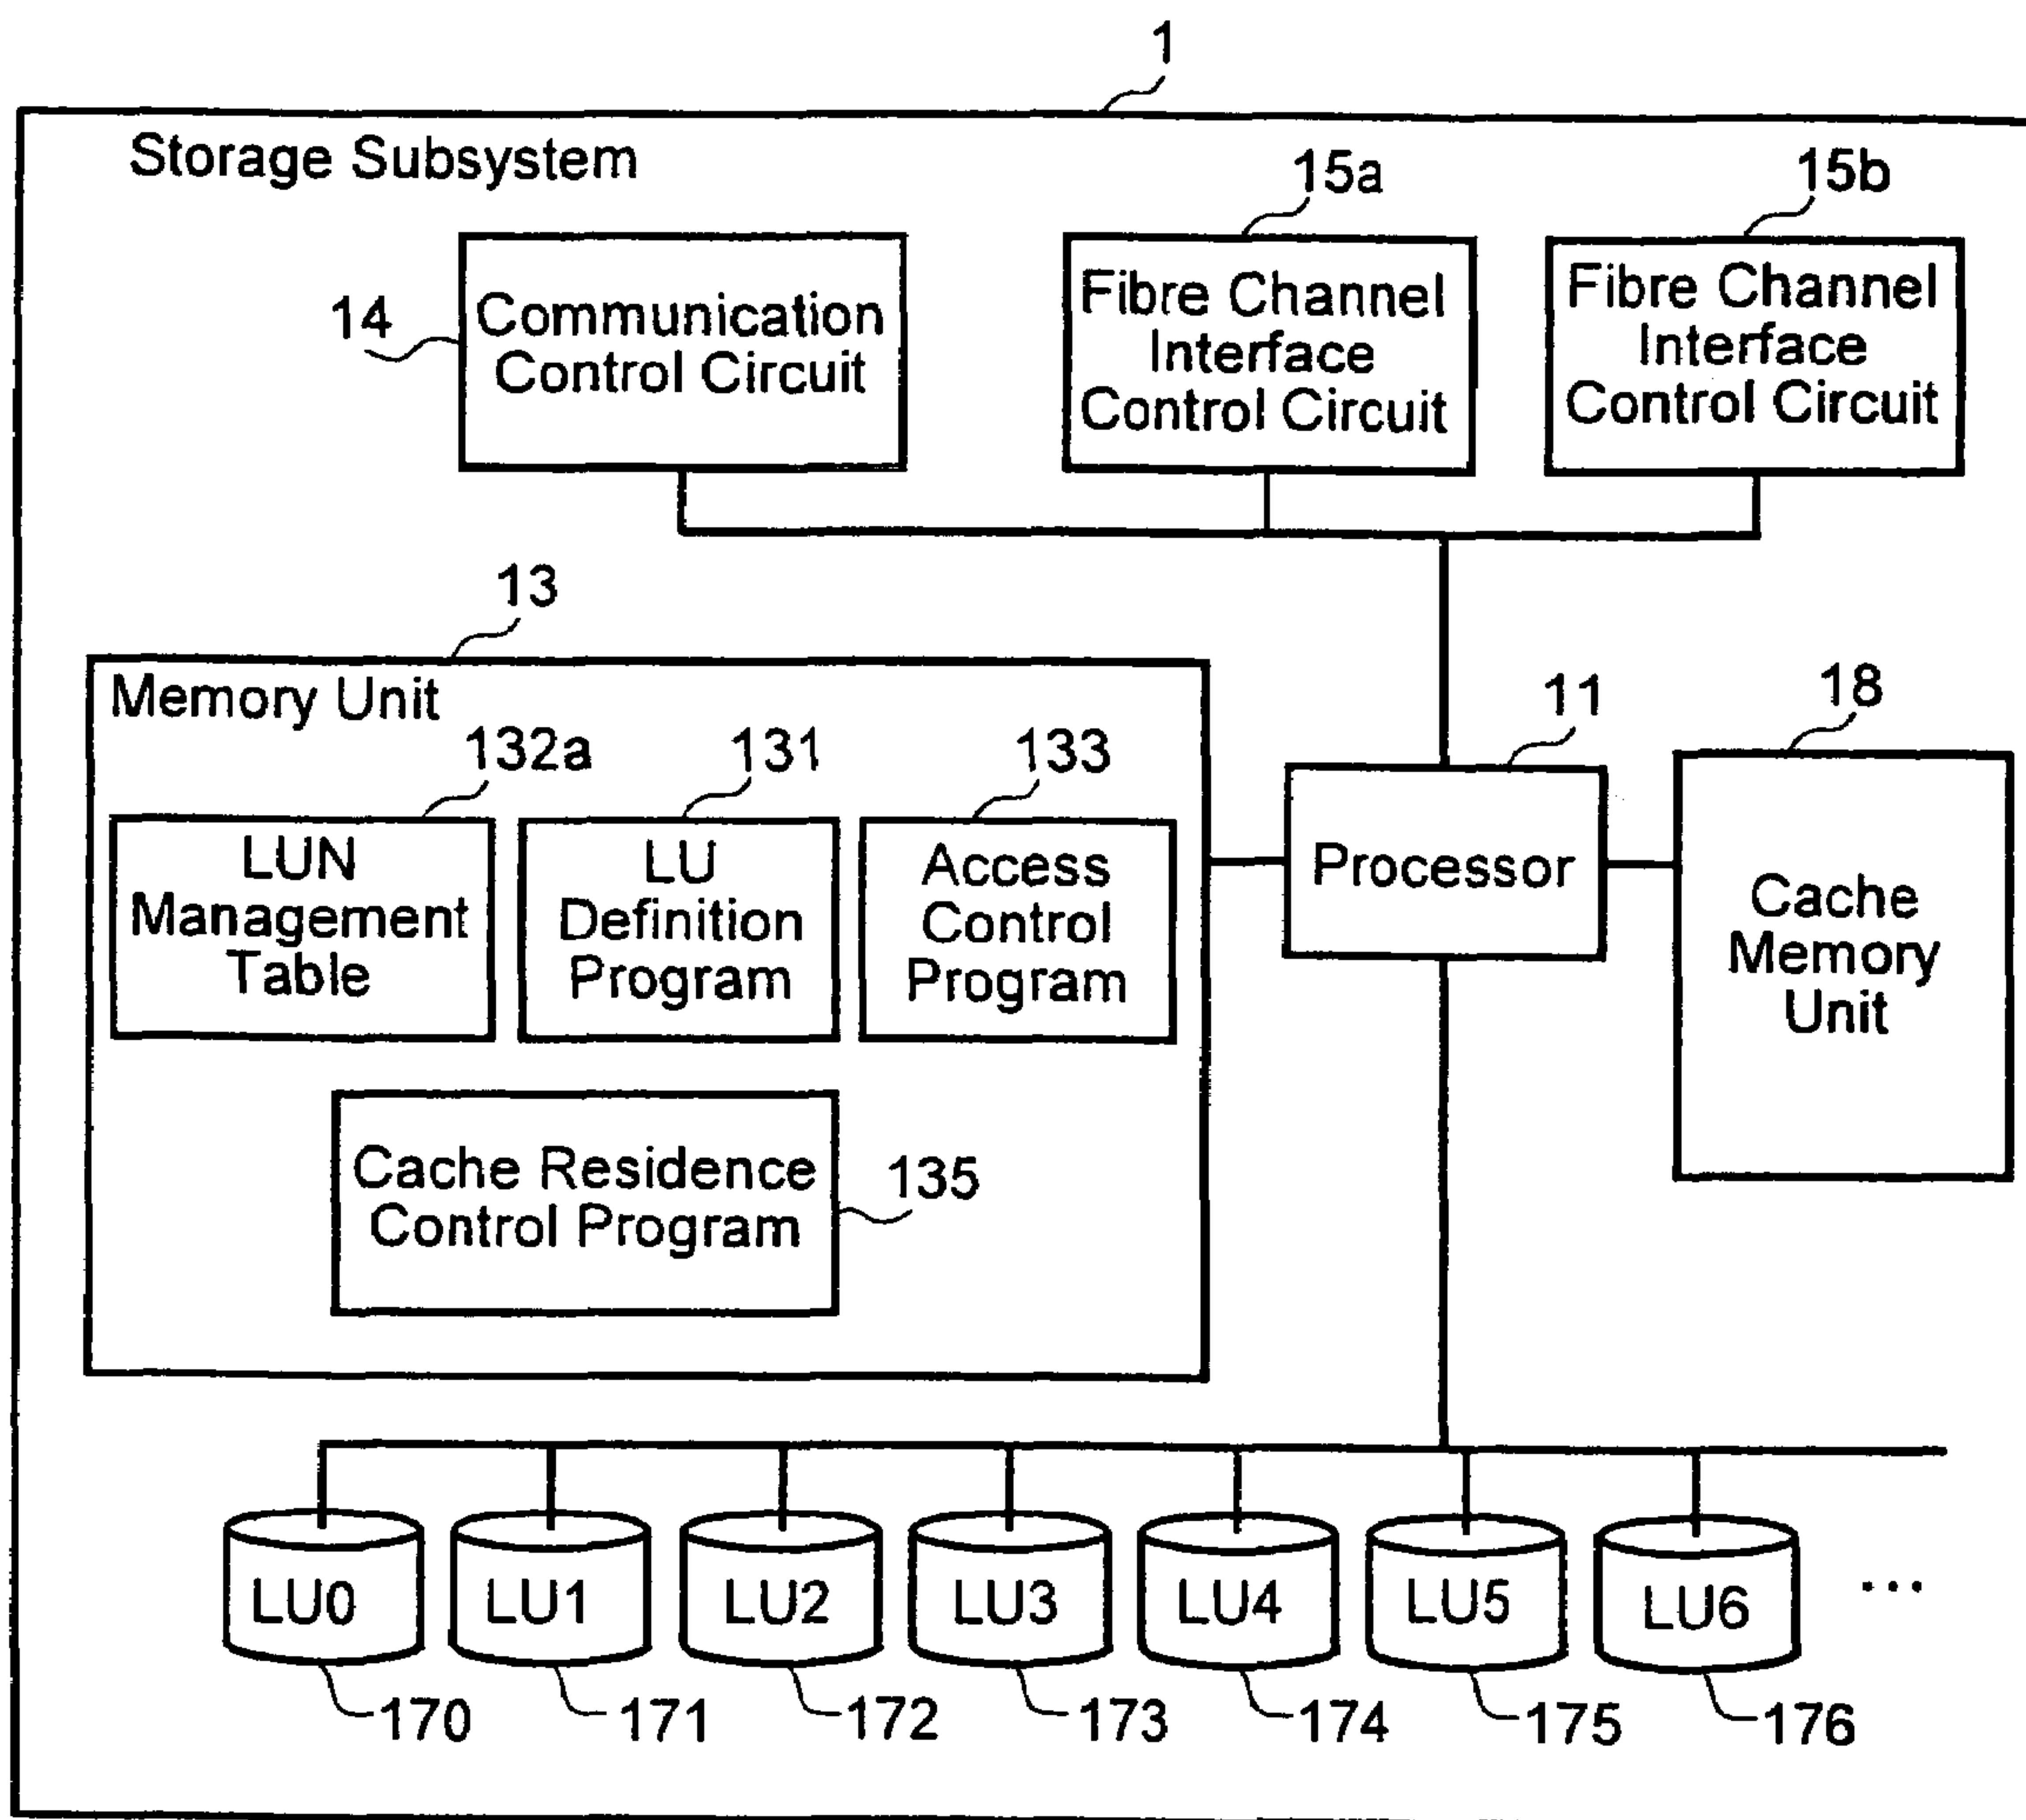 1
Storage Subsystem
15a
15b
14
Communication
Control Circuit
Fibre Channel
Interface
Control Circuit
Fibre Channel
Interface
Control Circuit
13
Memory Unit
132a
131
133
LUN
Management
Table
LU
Definition
Program
Access
Control
Program
Cache Residence
Control Program
135
11
Processor
18
Cache
Memory
Unit
LU0
LU1
LU2
LU3
LU4
LU5
LU6
...
170
171
172
173
174
175
176